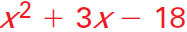 x² + 3x − 18